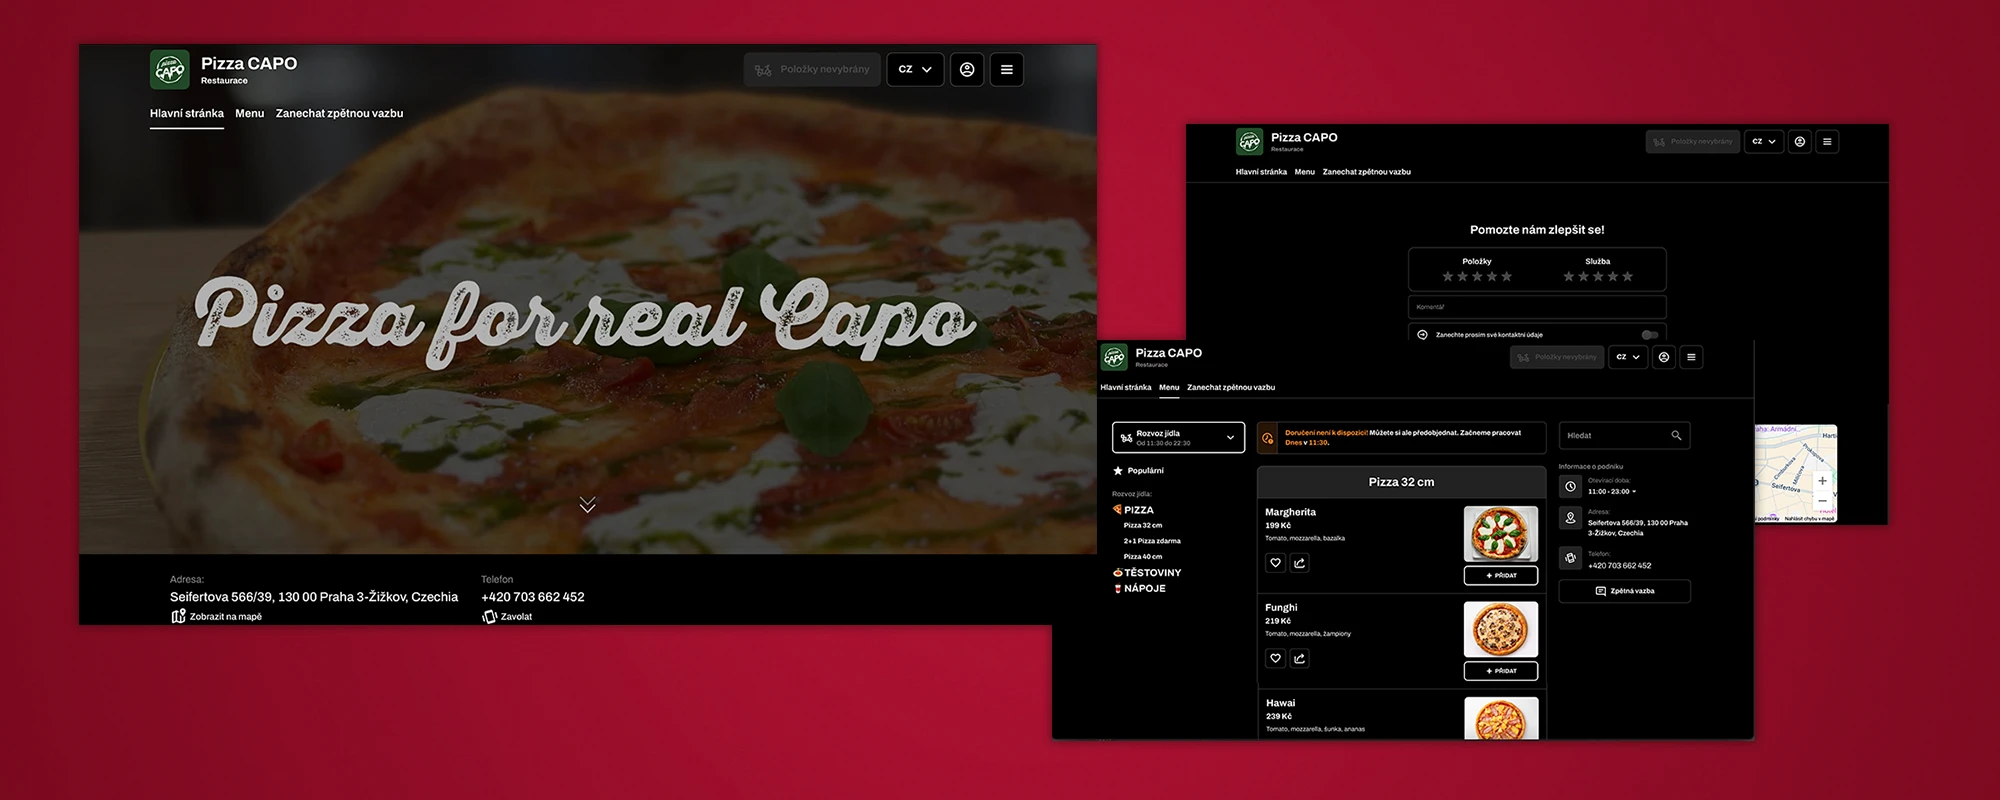 pizza
CAPO
Pizza CAPO
Restaurace
Položky nevybrány
CZ
Hlavní stránka Menu Zanechat zpětnou vazbu
Pizza for real Capo
Adresa:
Seifertova 566/39, 130 00 Praha 3-Žižkov, Czechia
Zobrazit na mapě
Telefon
+420 703 662 452
Zavolat
CAPO
Pizza CAPO
Restaurace
Položky nevybrány
CZ
Hlavní stránka Menu Zanechat zpětnou vazbu
Pomozte nám zlepšit se!
Položky
Služba
Komentář
Zanechte prosím své kontaktní údaje
CAPO
Pizza CAPO
Restaurace
Položky nevybrány
CZ
Hlavní stránka Menu Zanechat zpětnou vazbu
Rozvoz jídla
Od 11:30 do 22:30
Populární
Rozvoz jídla:
PIZZA
Pizza 32 cm
2+1 Pizza zdarma
Pizza 40 cm
TĚSTOVINY
NÁPOJE
Doručení není k dispozici! Můžete si ale předobjednat. Začneme pracovat
Dnes v 11:30.
Pizza 32 cm
Margherita
199 Kč
Tomato, mozzarella, bazalka
+ PŘIDAT
Funghi
219 Kč
Tomato, mozzarella, žampiony
+ PŘIDAT
Hawai
239 Kč
Tomato, mozzarella, šunka, ananas
Hledat
Informace o podniku
Otevírací doba:
11:00 - 23:00
Adresa:
Seifertova 566/39, 130 00 Praha
3-Žižkov, Czechia
Telefon:
+420 703 662 452
Zpětná vazba
aha: Armádní...
Harti
Seifertova
podmínky Nahlásit chybu v mapě